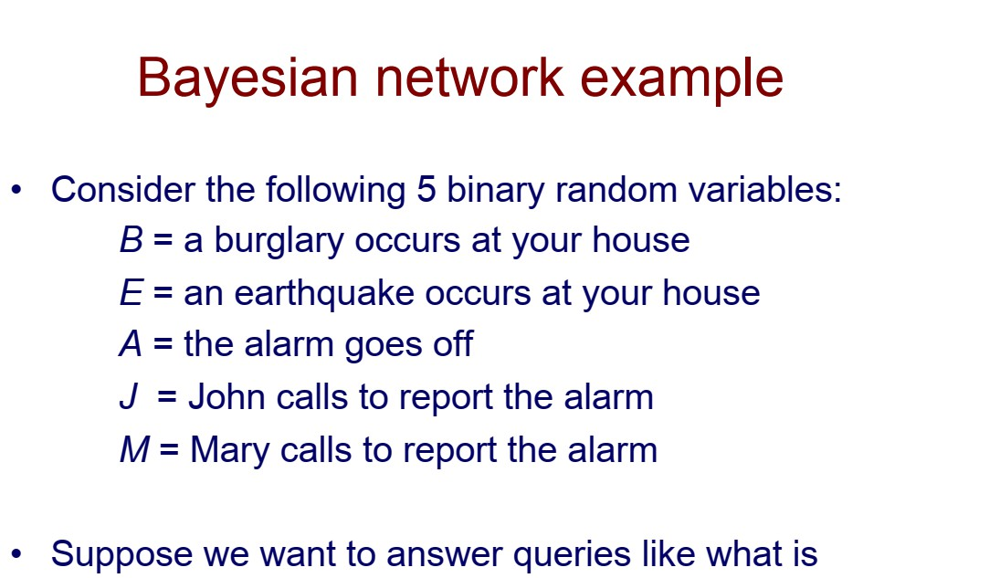 Bayesian network example
• Consider the following 5 binary random variables:
B = a burglary occurs at your house
E = an earthquake occurs at your house
A = the alarm goes off
J = John calls to report the alarm
M = Mary calls to report the alarm
• Suppose we want to answer queries like what is